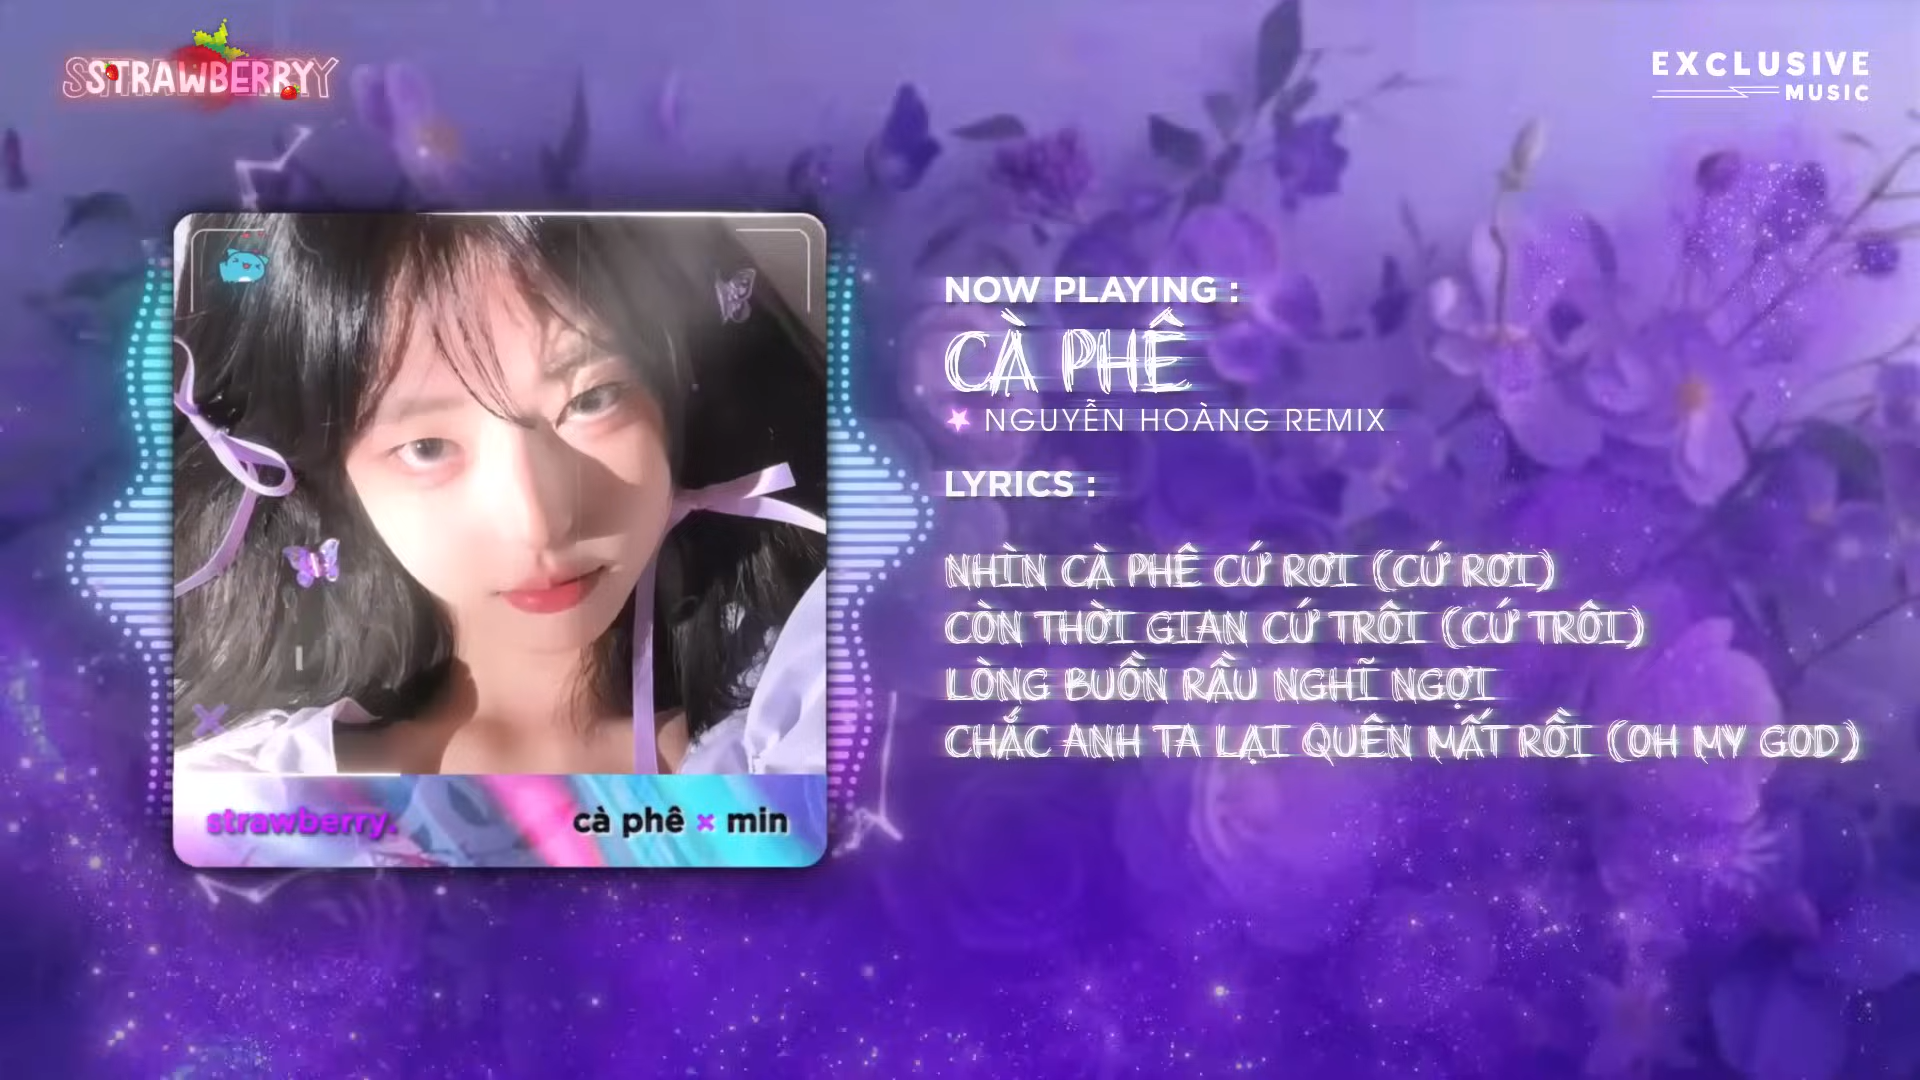 SSTRAWBERRYY
EXCLUSIVE
MUSIC
NOW PLAYING :
CÀ PHÊ
NGUYỄN HOÀNG REMIX
LYRICS :
NHÌN CÀ PHÊ CỨ RƠI (CỨ RƠI)
CÒN THỜI GIAN CỨ TRÔI (CỨ TRÔI)
LÒNG BUỒN RẦU NGHĨ NGỢI
CHẮC ANH TA LẠI QUÊN MẤT RỒI (OH MY GOD)
strawberry.
cà phê × min